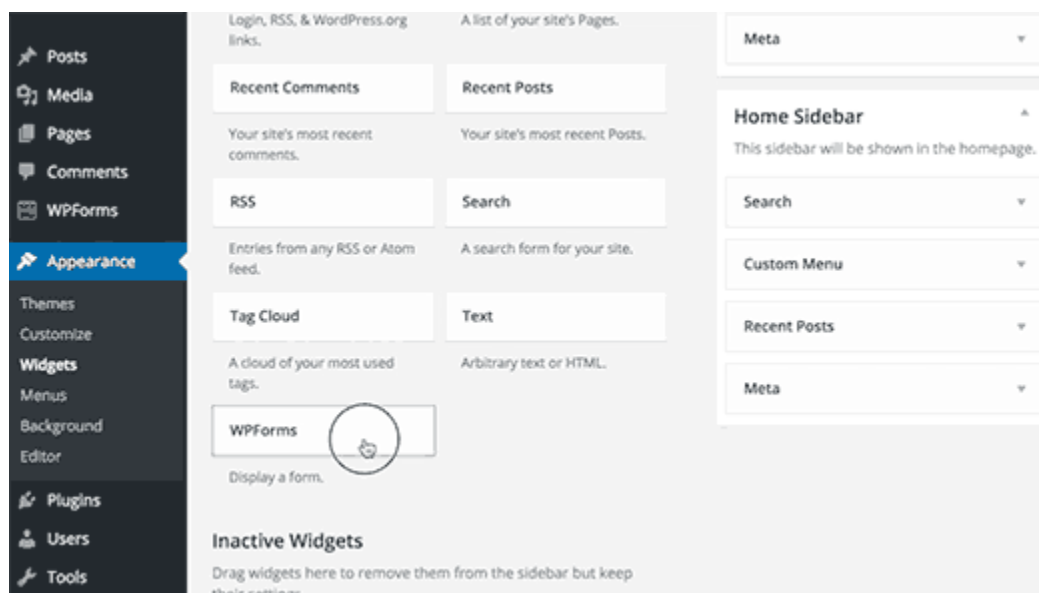 Posts
Media
Pages
Comments
WPForms
Appearance
Themes
Customize
Widgets
Menus
Background
Editor
Plugins
Users
Tools
Login, RSS, & WordPress.org
links.
A list of your site's Pages.
Recent Comments
Your site's most recent
comments.
Recent Posts
Your site's most recent Posts.
RSS
Entries from any RSS or Atom
feed.
Search
A search form for your site.
Tag Cloud
A cloud of your most used
tags.
Text
Arbitrary text or HTML.
WPForms
Display a form.
Inactive Widgets
Drag widgets here to remove them from the sidebar but keep
their settings.
Meta
Home Sidebar
This sidebar will be shown in the homepage.
Search
Custom Menu
Recent Posts
Meta